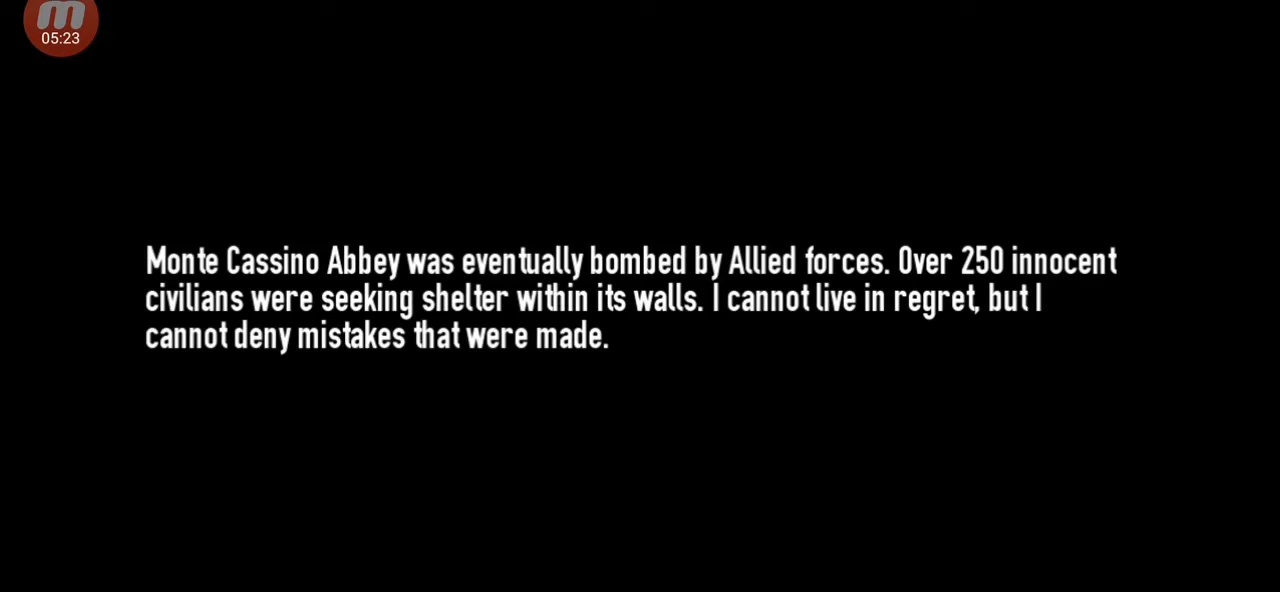 m
05:23
Monte Cassino Abbey was eventually bombed by Allied forces. Over 250 innocent
civilians were seeking shelter within its walls. I cannot live in regret, but I
cannot deny mistakes that were made.